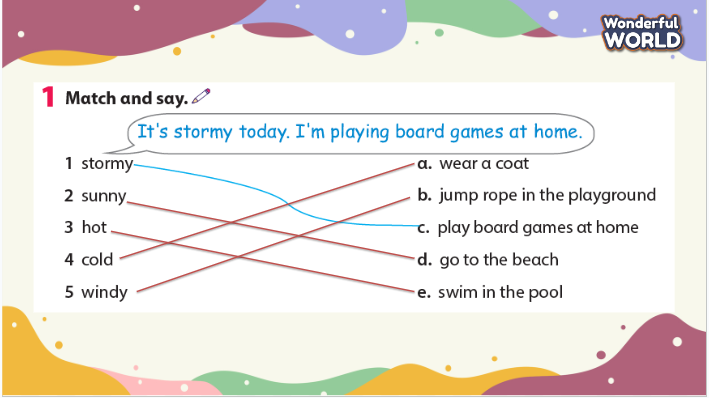 Wonderful
WORLD
1 Match and say.
It's stormy today. I'm playing board games at home.
1 stormy
a. wear a coat
2 sunny
b. jump rope in the playground
3 hot
c. play board games at home
4 cold
d. go to the beach
5 windy
e. swim in the pool